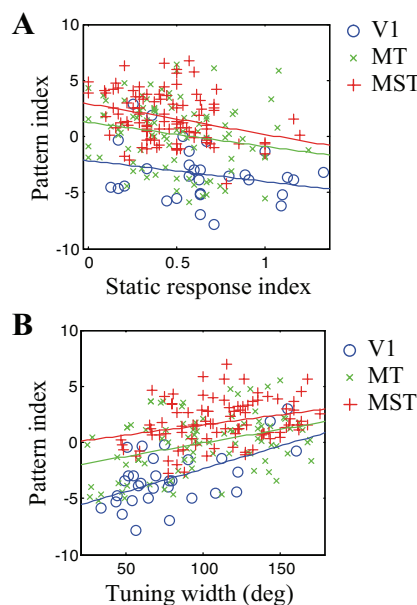 A
10
5
0
-5
-10
Pattern index
0
0.5
1
Static response index
V1
MT
MST
B
10
5
0
-5
-10
Pattern index
50
100
150
Tuning width (deg)
V1
MT
MST